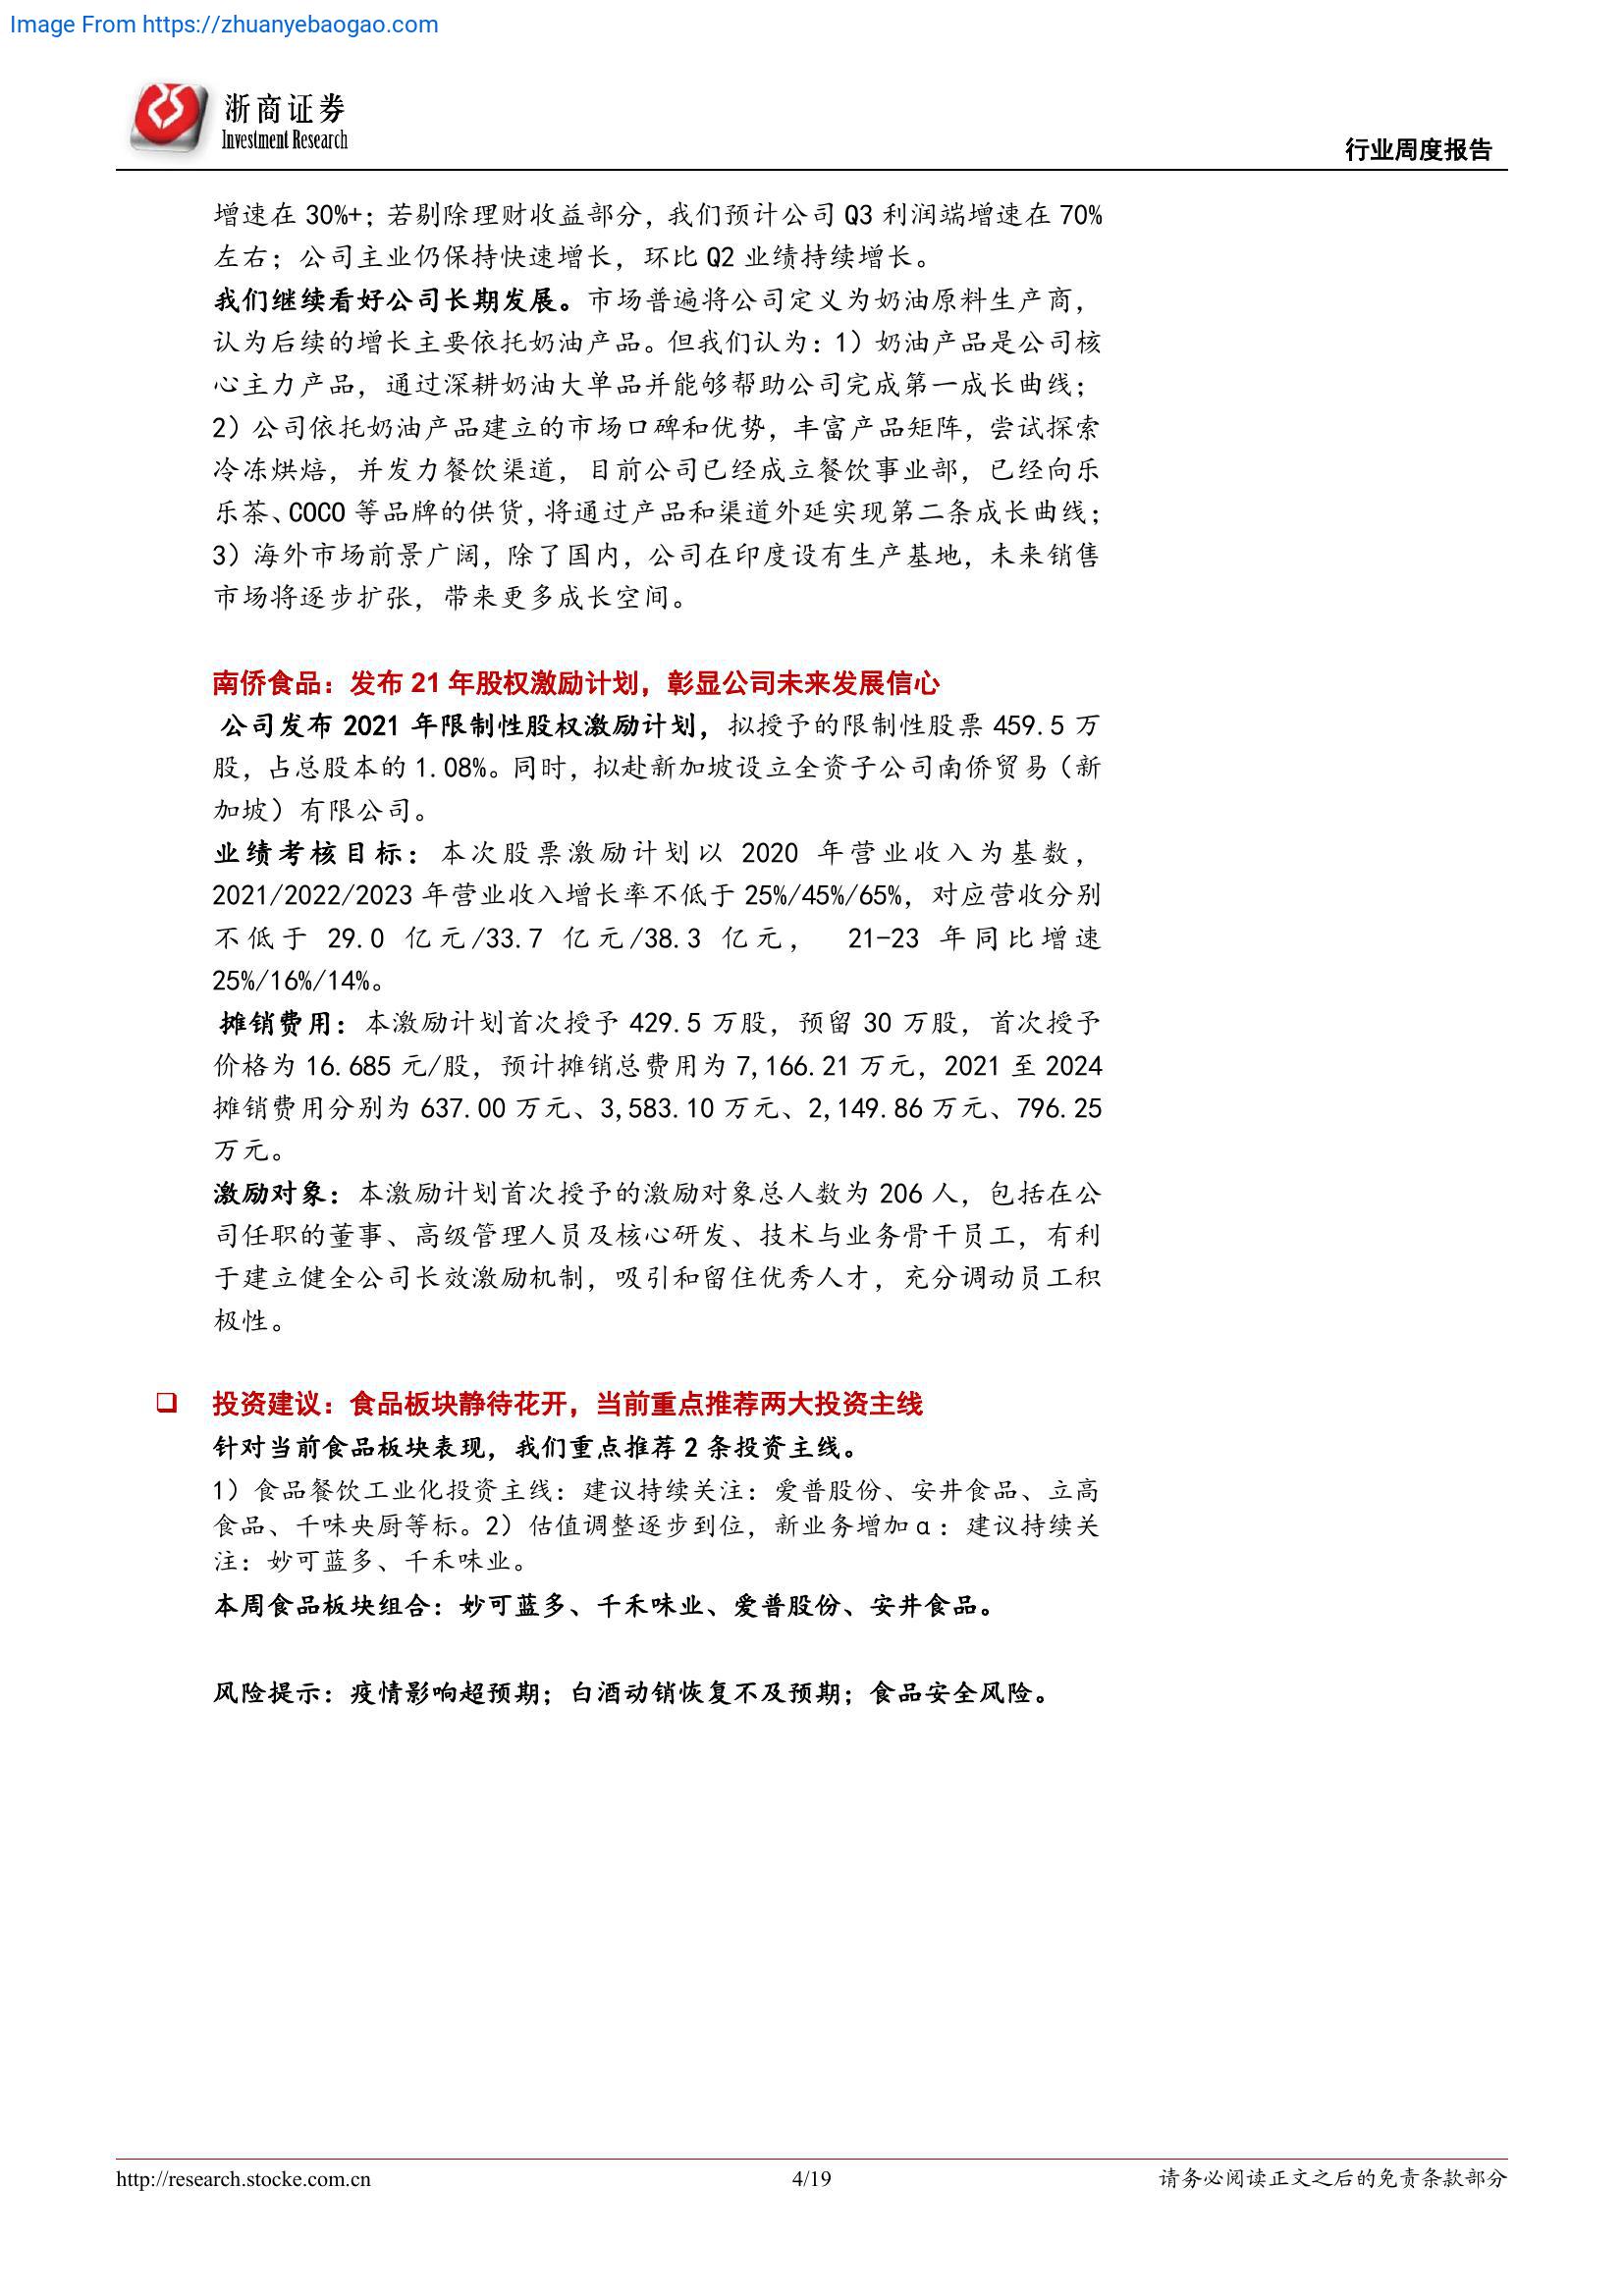 Image From https://zhuanyebaogao.com
浙商证券
Investment Research
行业周度报告
增速在 30%+；若剔除理财收益部分，我们预计公司 Q3 利润端增速在 70%
左右；公司主业仍保持快速增长，环比 Q2 业绩持续增长。
我们继续看好公司长期发展。市场普遍将公司定义为奶油原料生产商，
认为后续的增长主要依托奶油产品。但我们认为：1）奶油产品是公司核
心主力产品，通过深耕奶油大单品并能够帮助公司完成第一成长曲线；
2）公司依托奶油产品建立的市场口碑和优势，丰富产品矩阵，尝试探索
冷冻烘焙，并发力餐饮渠道，目前公司已经成立餐饮事业部，已经向乐
乐茶、COCO 等品牌的供货，将通过产品和渠道外延实现第二条成长曲线；
3）海外市场前景广阔，除了国内，公司在印度设有生产基地，未来销售
市场将逐步扩张，带来更多成长空间。
南侨食品：发布 21 年股权激励计划，彰显公司未来发展信心
公司发布 2021 年限制性股权激励计划，拟授予的限制性股票 459.5 万
股，占总股本的 1.08%。同时，拟赴新加坡设立全资子公司南侨贸易（新
加坡）有限公司。
业绩考核目标：本次股票激励计划以 2020 年营业收入为基数，
2021/2022/2023 年营业收入增长率不低于 25%/45%/65%，对应营收分别
不低于 29.0 亿元/33.7 亿元/38.3 亿元， 21-23 年同比增速
25%/16%/14%。
摊销费用：本激励计划首次授予 429.5 万股，预留 30 万股，首次授予
价格为 16.685 元/股，预计摊销总费用为 7,166.21 万元，2021 至 2024
摊销费用分别为 637.00 万元、3,583.10 万元、2,149.86 万元、796.25
万元。
激励对象：本激励计划首次授予的激励对象总人数为 206 人，包括在公
司任职的董事、高级管理人员及核心研发、技术与业务骨干员工，有利
于建立健全公司长效激励机制，吸引和留住优秀人才，充分调动员工积
极性。
❑ 投资建议：食品板块静待花开，当前重点推荐两大投资主线
针对当前食品板块表现，我们重点推荐 2 条投资主线。
1）食品餐饮工业化投资主线：建议持续关注：爱普股份、安井食品、立高
食品、千味央厨等标。2）估值调整逐步到位，新业务增加α：建议持续关
注：妙可蓝多、千禾味业。
本周食品板块组合：妙可蓝多、千禾味业、爱普股份、安井食品。
风险提示：疫情影响超预期；白酒动销恢复不及预期；食品安全风险。
http://research.stocke.com.cn
4/19
请务必阅读正文之后的免责条款部分